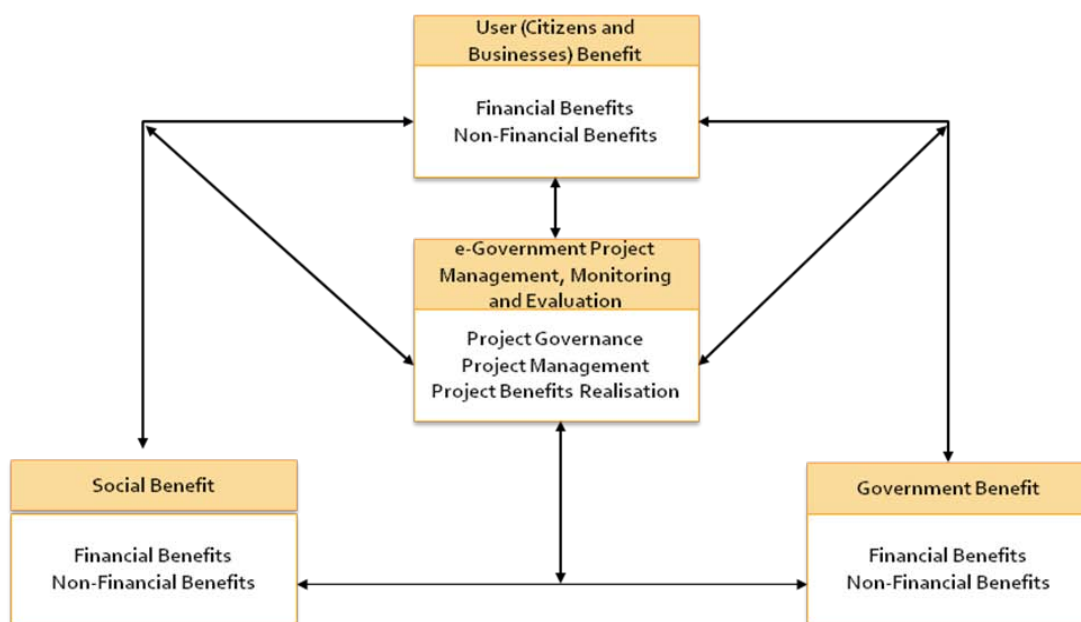 User (Citizens and
Businesses) Benefit
Financial Benefits
Non-Financial Benefits
e-Government Project
Management, Monitoring
and Evaluation
Project Governance
Project Management
Project Benefits Realisation
Social Benefit
Financial Benefits
Non-Financial Benefits
Government Benefit
Financial Benefits
Non-Financial Benefits